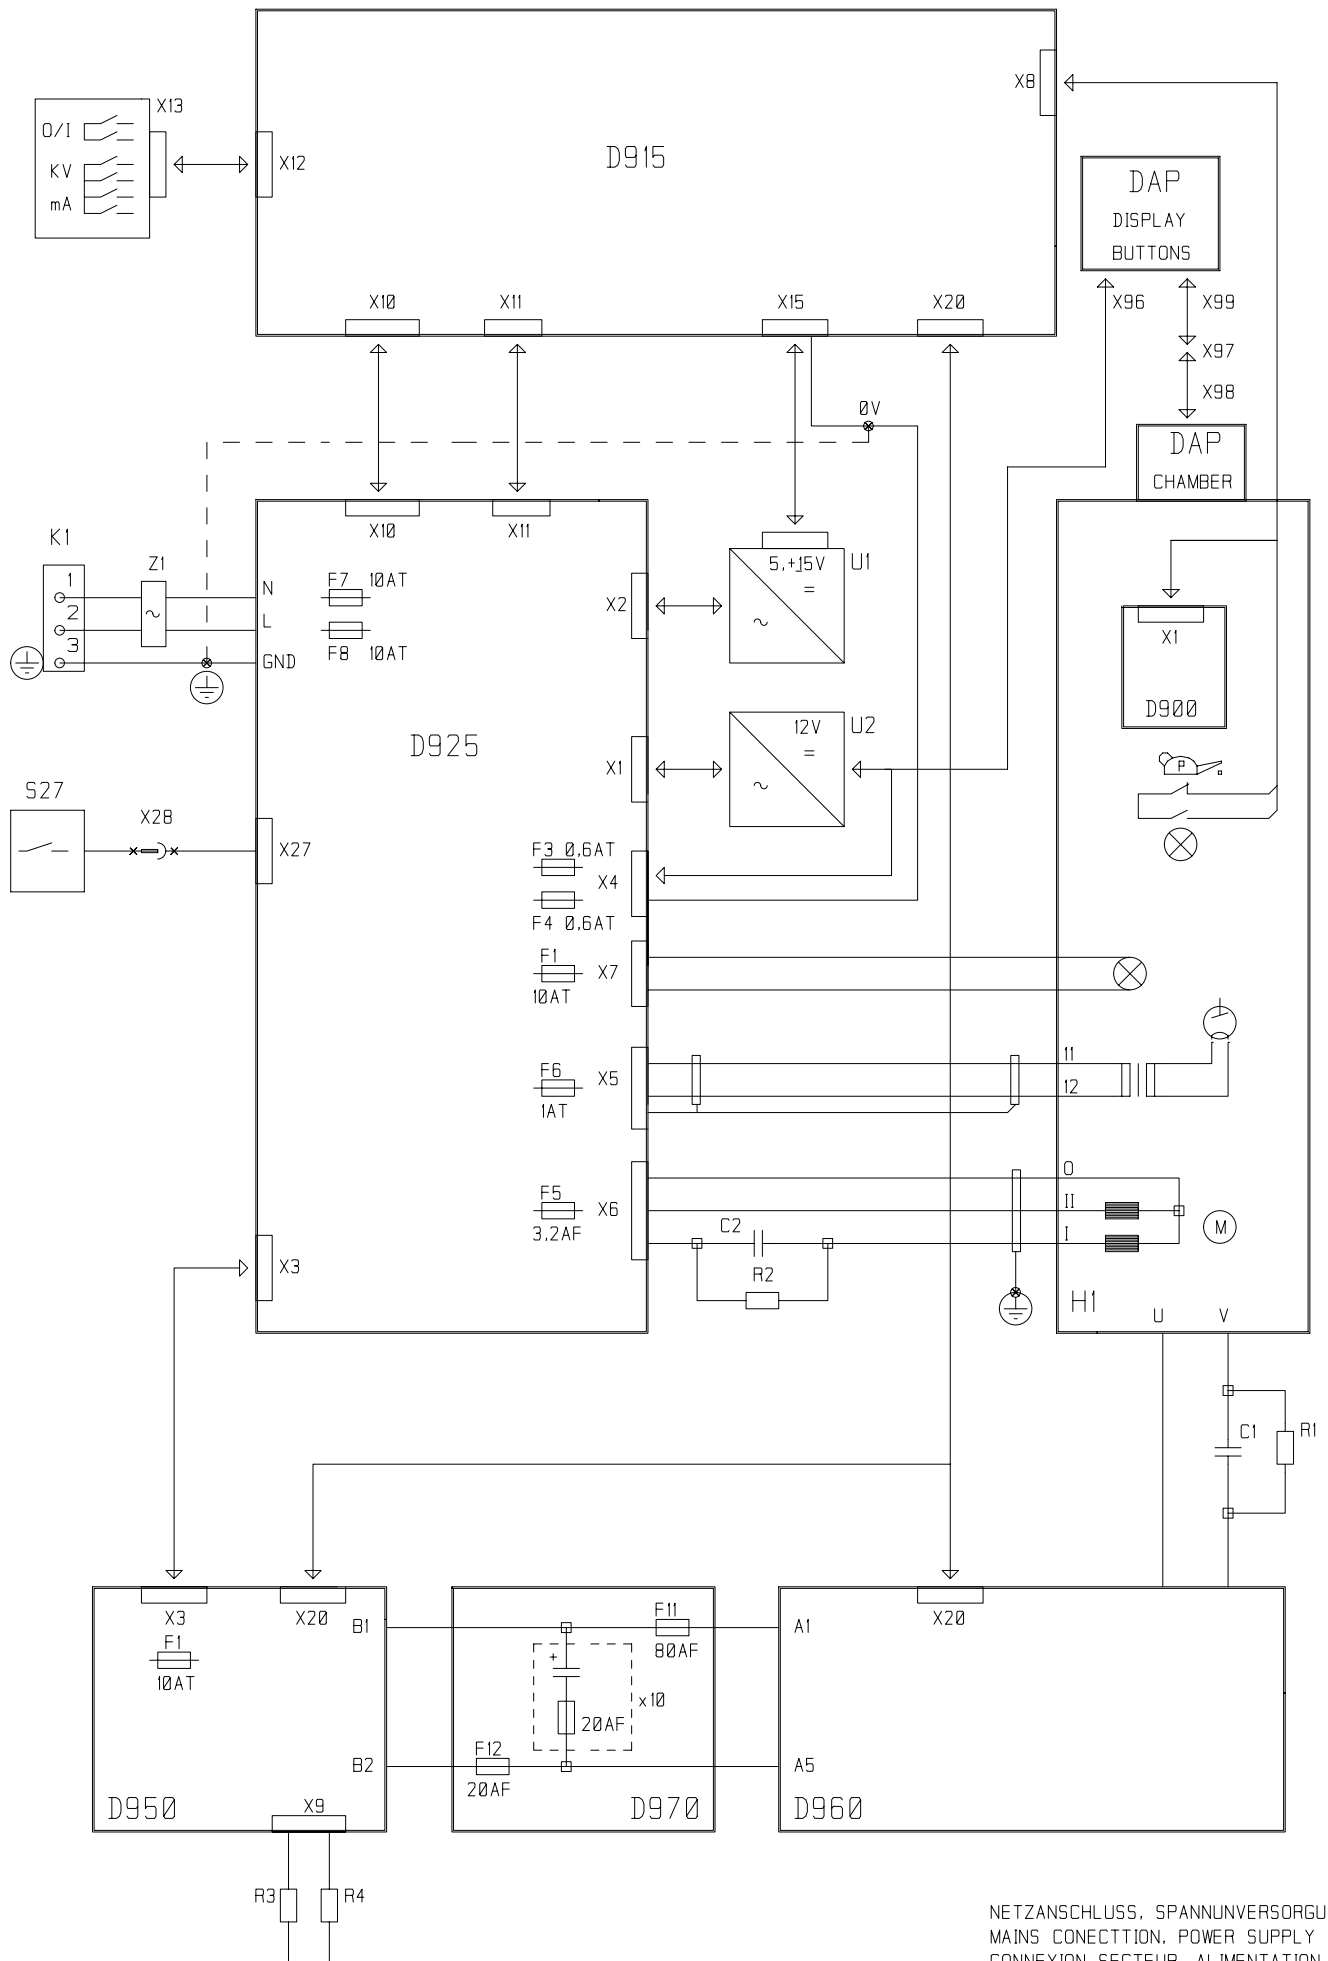 X8
X13
O/I
KV
mA
X12
D915
DAP
DISPLAY
BUTTONS
X10
X11
X15
X20
X96
X99
X97
X98
0V
DAP
CHAMBER
K1
X10
X11
Z1
1
2
3
N
L
GND
F7 10AT
F8 10AT
X2
5,+15V
=
~
U1
X1
D900
D925
X1
12V
=
~
U2
P
S27
X28
X27
F3 0,6AT
X4
F4 0,6AT
F1
10AT
X7
F6
1AT
X5
11
12
F5
3,2AF
X6
O
II
I
C2
R2
M
X3
H1
U
V
C1
R1
X3
X20
B1
F1
10AT
B2
D950
X9
F11
80AF
+
x10
20AF
F12
20AF
D970
A1
X20
A5
D960
R3
R4
NETZANSCHLUSS, SPANNUNVERSORGU
MAINS CONECTTION, POWER SUPPLY
CONNEXION SECTEUR, ALIMENTATION